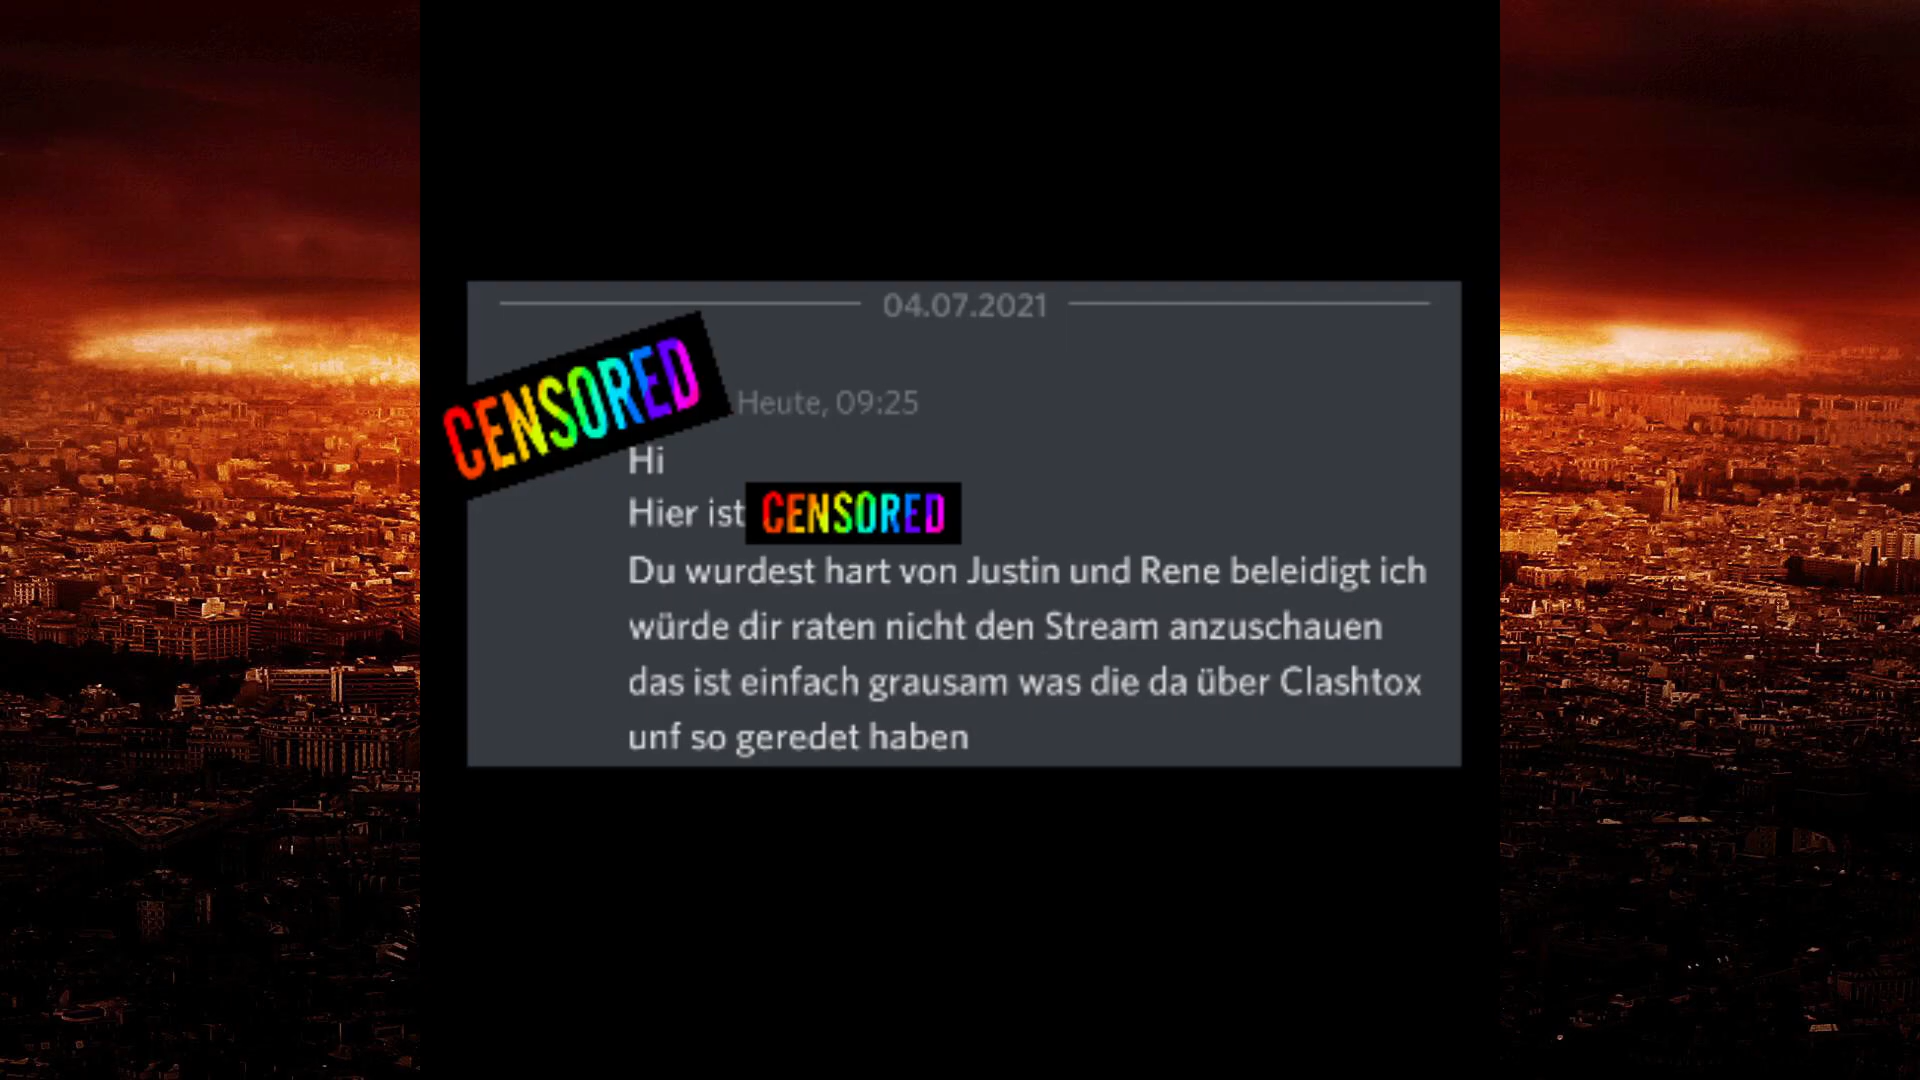 04.07.2021
CENSORED
Heute, 09:25
Hi
Hier ist CENSORED
Du wurdest hart von Justin und Rene beleidigt ich
würde dir raten nicht den Stream anzuschauen
das ist einfach grausam was die da über Clashtox
unf so geredet haben